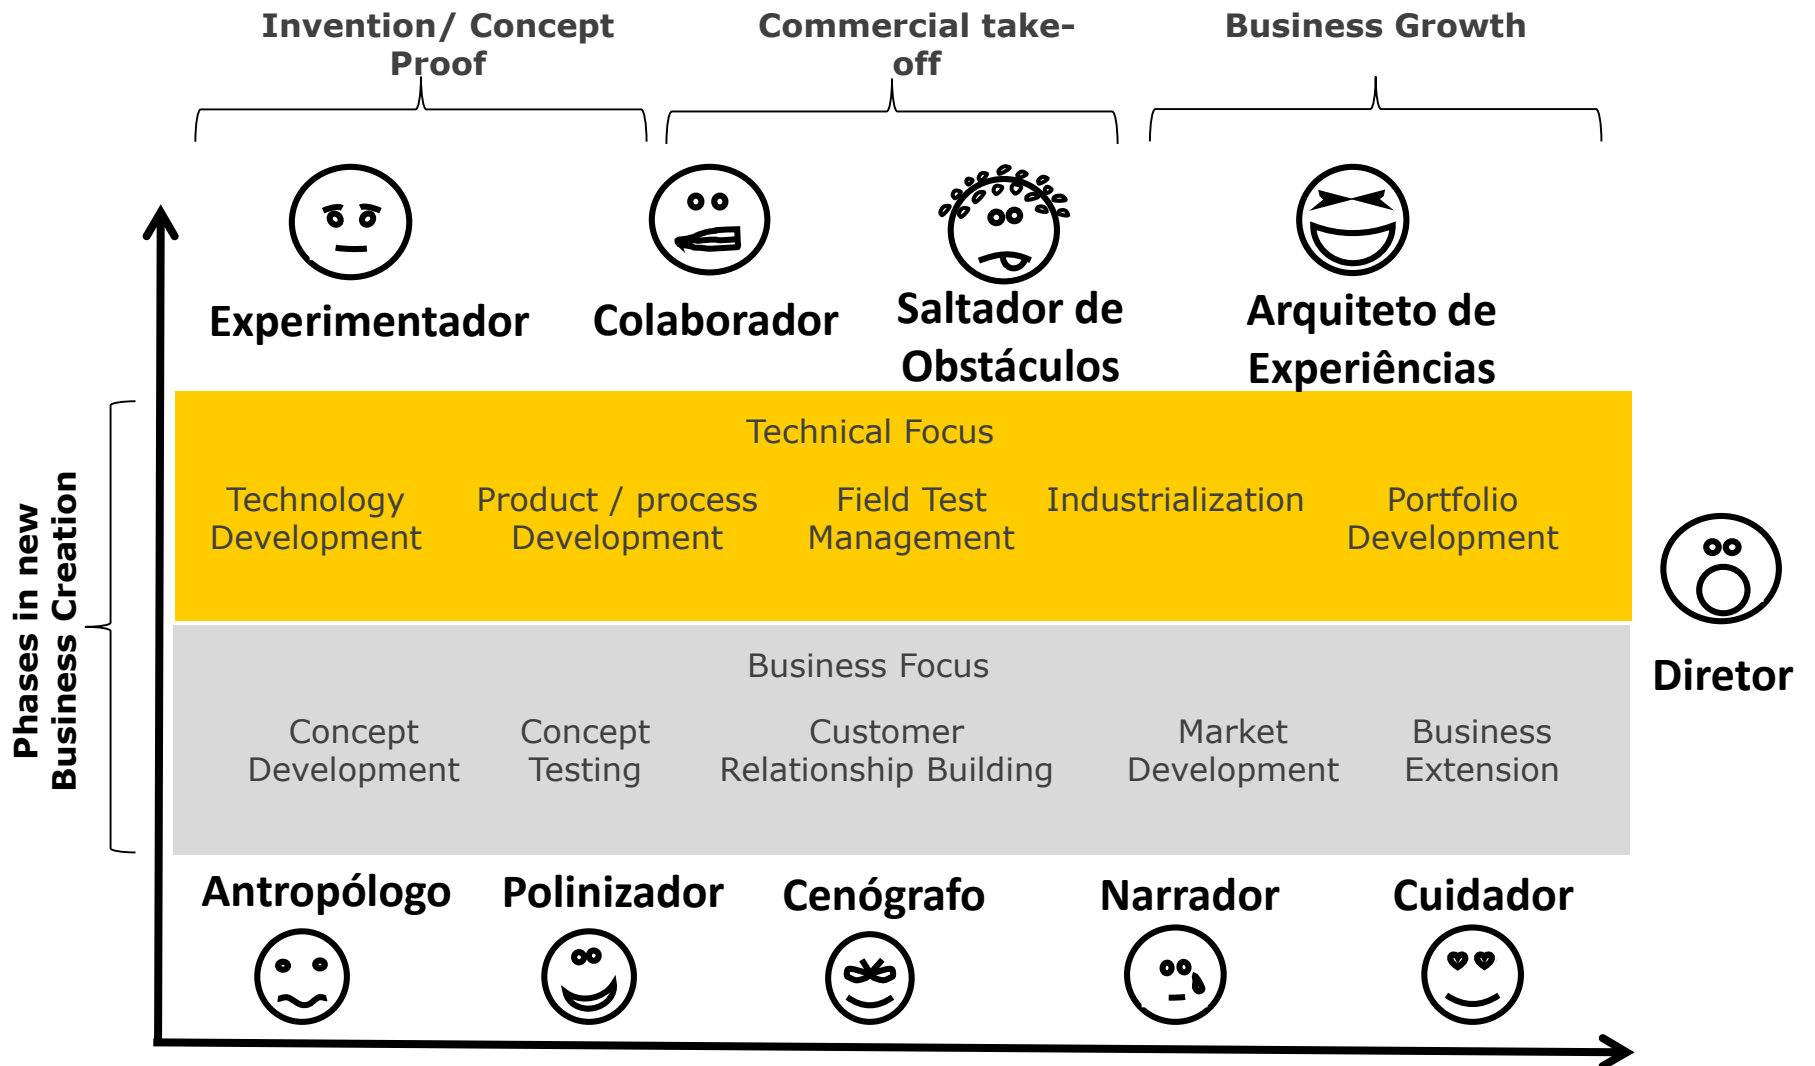 Invention/ Concept
Proof
Commercial take-
off
Business Growth
Experimentador
Colaborador
Saltador de
Obstáculos
Arquiteto de
Experiências
Phases in new
Business Creation
Technical Focus
Technology
Development
Product / process
Development
Field Test
Management
Industrialization
Portfolio
Development
Diretor
Business Focus
Concept
Development
Concept
Testing
Customer
Relationship Building
Market
Development
Business
Extension
Antropólogo
Polinizador
Cenógrafo
Narrador
Cuidador